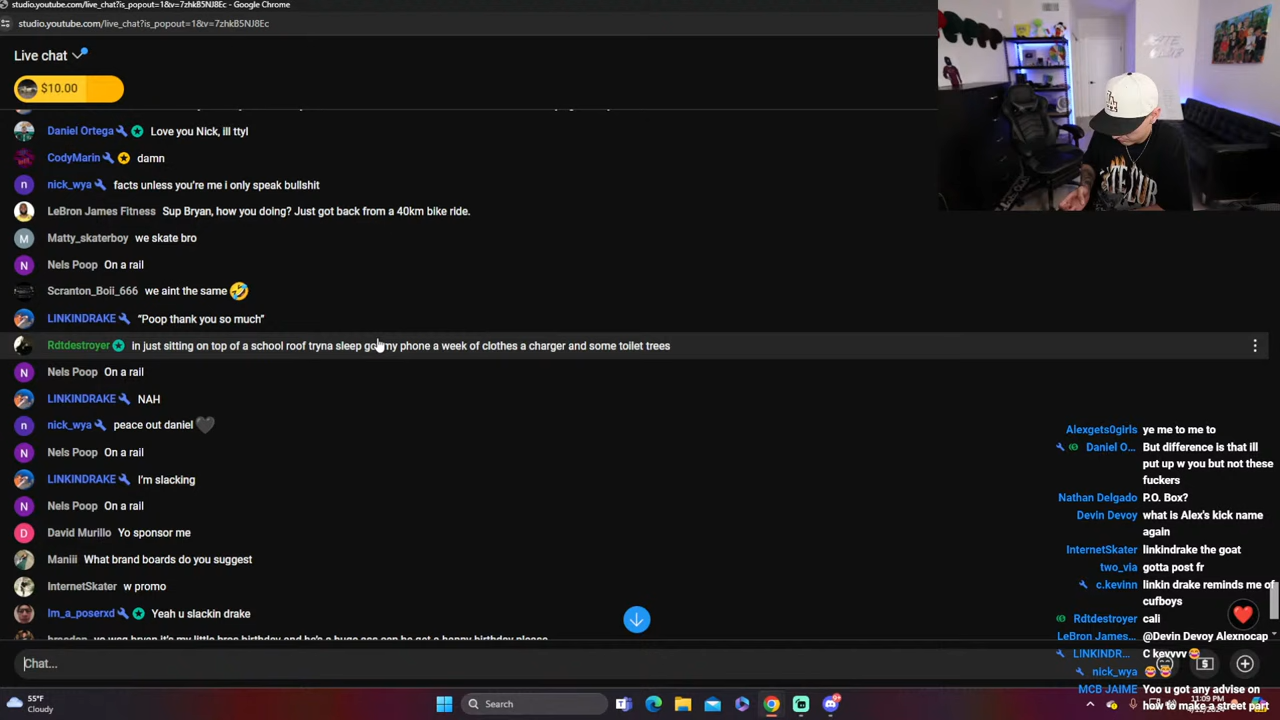 studio.youtube.com/live_chat?is_popout=1&v=7zhkB5NJ8Ec - Google Chrome
studio.youtube.com/live_chat?is_popout=1&v=7zhkB5NJ8Ec
Live chat
$10.00
Daniel Ortega Love you Nick, ill ttyl
CodyMarin damn
nick_wya facts unless you're me i only speak bullshit
LeBron James Fitness Sup Bryan, how you doing? Just got back from a 40km bike ride.
Matty_skaterboy we skate bro
Nels Poop On a rail
Scranton_Boii_666 we aint the same 🤣
LINKINDRAKE “Poop thank you so much”
Rdtdestroyer In just sitting on top of a school roof tryna sleep got my phone a week of clothes a charger and some toilet trees
Nels Poop On a rail
LINKINDRAKE NAH
nick_wya peace out daniel 🖤
Nels Poop On a rail
LINKINDRAKE I'm slacking
Nels Poop On a rail
David Murillo Yo sponsor me
Maniii What brand boards do you suggest
InternetSkater w promo
Im_a_poserxd Yeah u slackin drake
Chat...
Alexgets0girls ye me to me to
Daniel O... But difference is that ill
put up w you but not these
fuckers
Nathan Delgado P.O. Box?
Devin Devoy what is Alex's kick name
again
InternetSkater linkindrake the goat
two_via gotta post fr
c.kevinn linkin drake reminds me of
cufboys
Rdtdestroyer cali
LeBron James... @Devin Devoy Alexnocap
LINKINDR... C kevvvv 😋
nick_wya 🥰🥰
MCB JAIME Yoo u got any advise on
how to make a street part
55°F
Cloudy
Search
11:09 PM